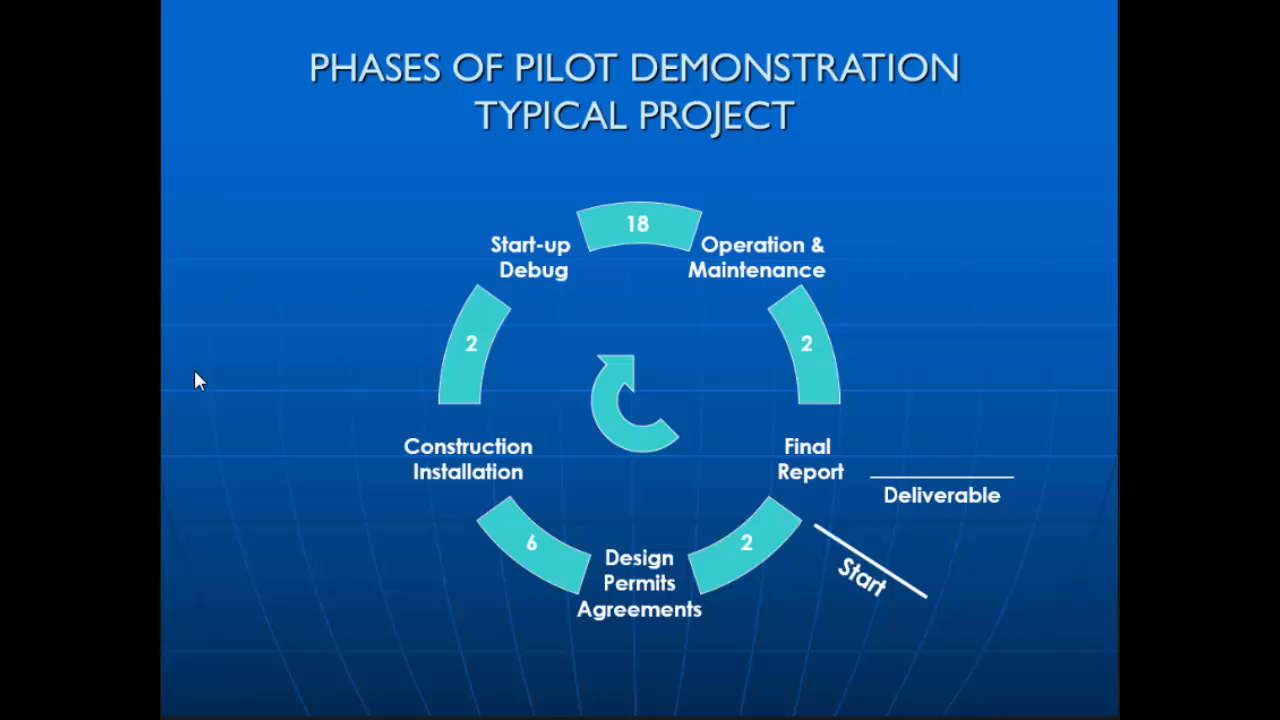 PHASES OF PILOT DEMONSTRATION
TYPICAL PROJECT
18
Start-up
Debug
Operation &
Maintenance
2
2
Construction
Installation
Final
Report
Deliverable
6
2
Design
Permits
Agreements
Start